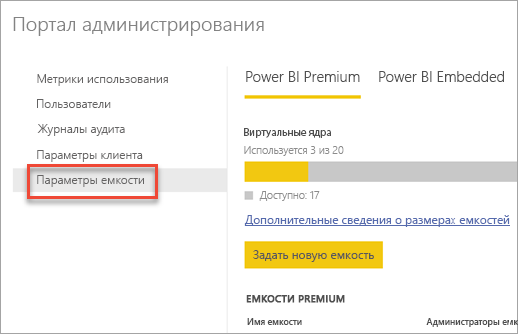 Портал администрирования
Метрики использования
Пользователи
Журналы аудита
Параметры клиента
Параметры емкости
Power BI Premium Power BI Embedded
Виртуальные ядра
Используется 3 из 20
Доступно: 17
Дополнительные сведения о размерах емкостей
Задать новую емкость
ЕМКОСТИ PREMIUM
Имя емкости Администраторы емк